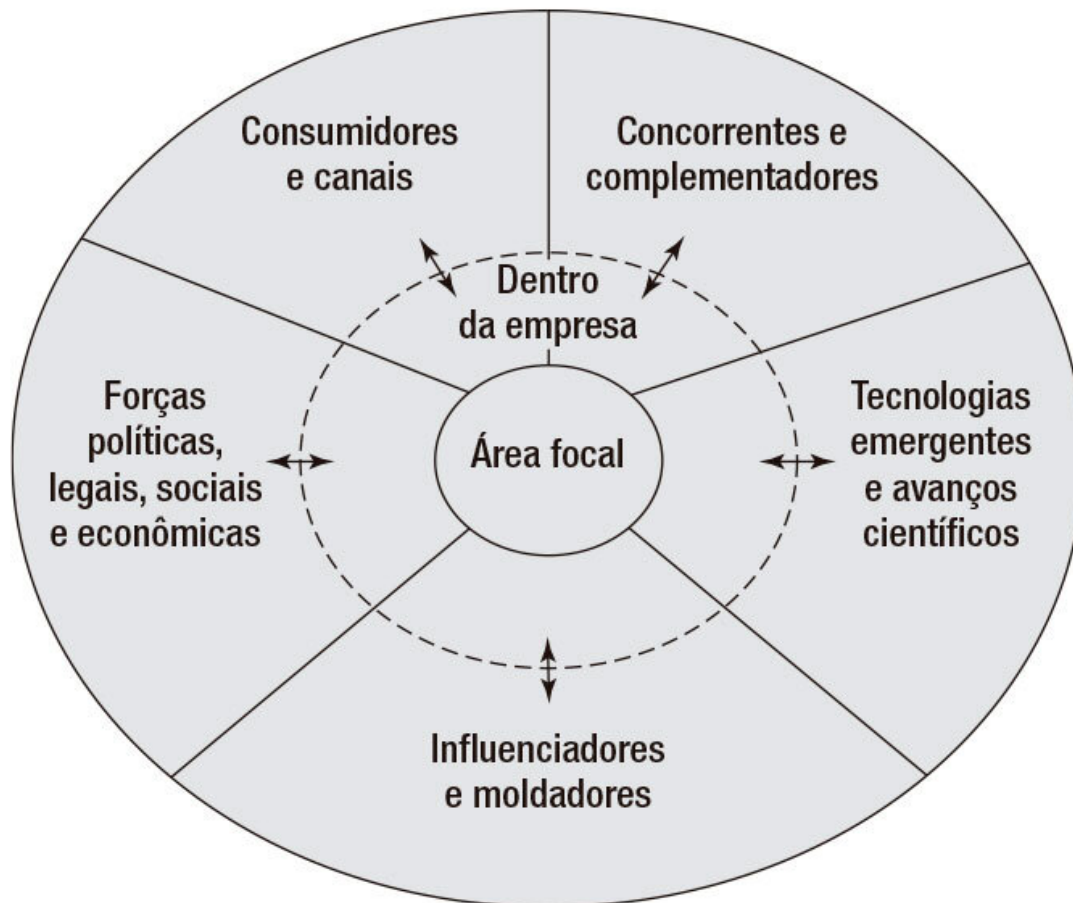 Consumidores
e canais
Concorrentes e
complementadores
Dentro
da empresa
Forças
políticas,
legais, sociais
e econômicas
Área focal
Tecnologias
emergentes
e avanços
científicos
Influenciadores
e moldadores